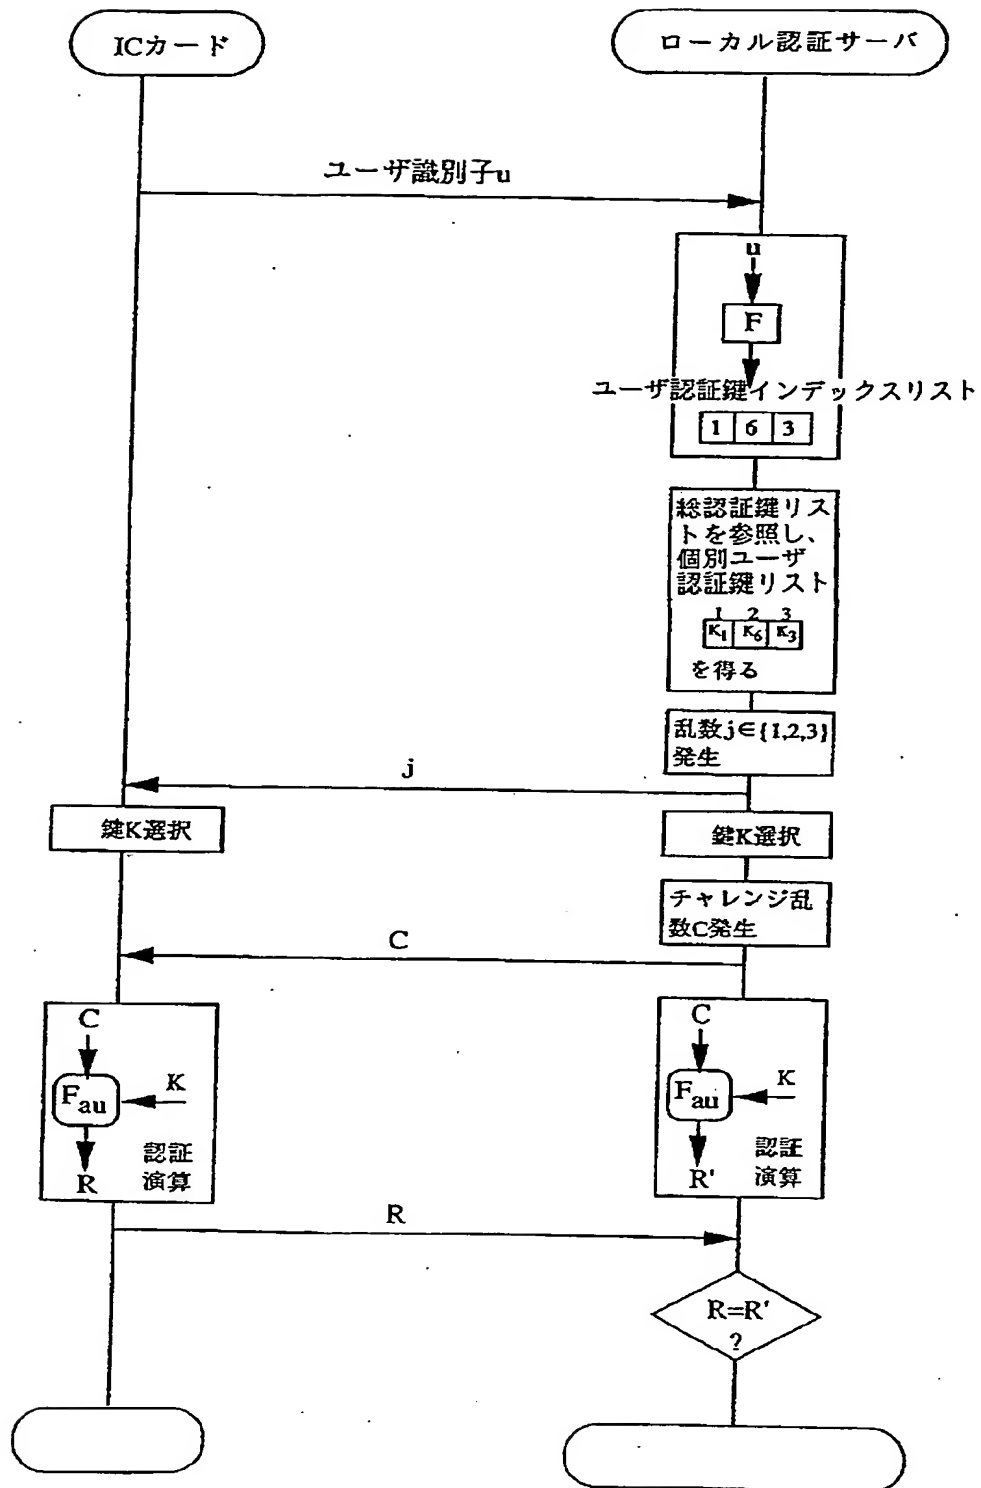 ICカード
ローカル認証サーバ
ユーザ識別子u
u
F
ユーザ認証鍵インデックスリスト
1 6 3
総認証鍵リス
トを参照し、
個別ユーザ
認証鍵リスト
1 2 3
K1 K6 K3
を得る
乱数j∈{1,2,3}
発生
j
鍵K選択
鍵K選択
チャレンジ乱
数C発生
C
C
Fau
K
R
認証
演算
C
Fau
K
R'
認証
演算
R
R=R'
?